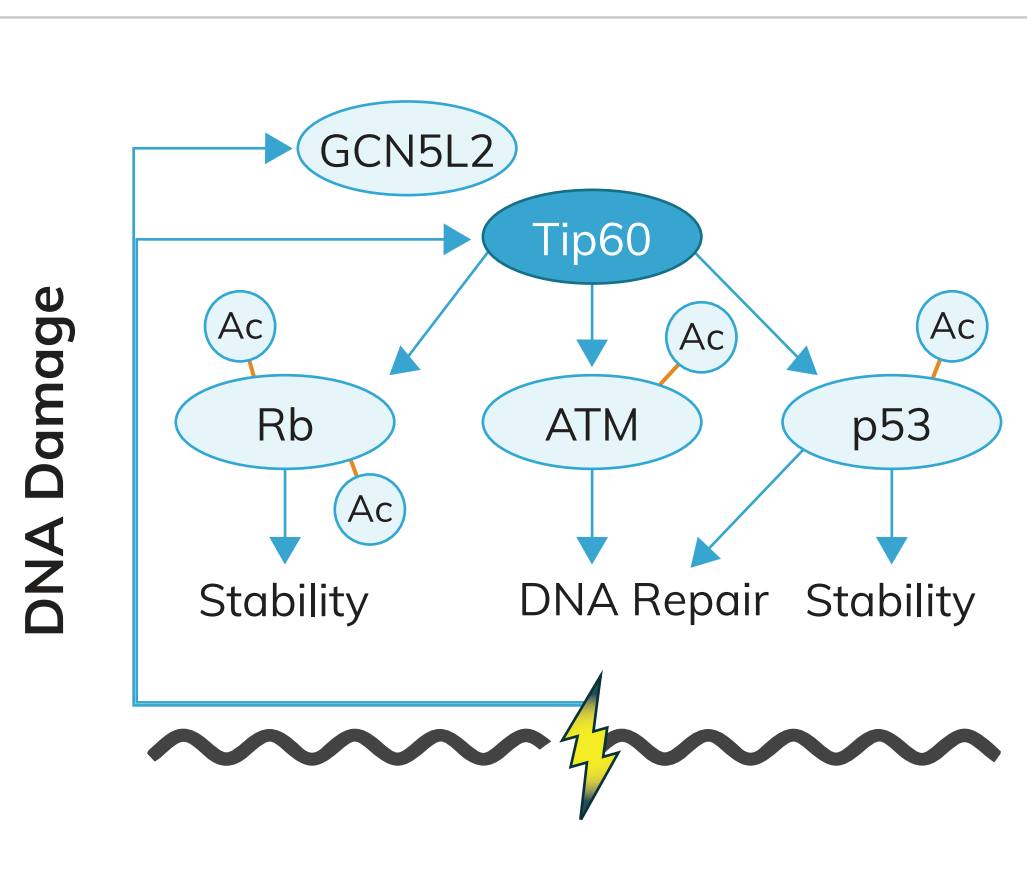 DNA Damage
GCN5L2
Tip60
Ac
Ac
Ac
Rb
ATM
p53
Ac
Stability
DNA Repair
Stability